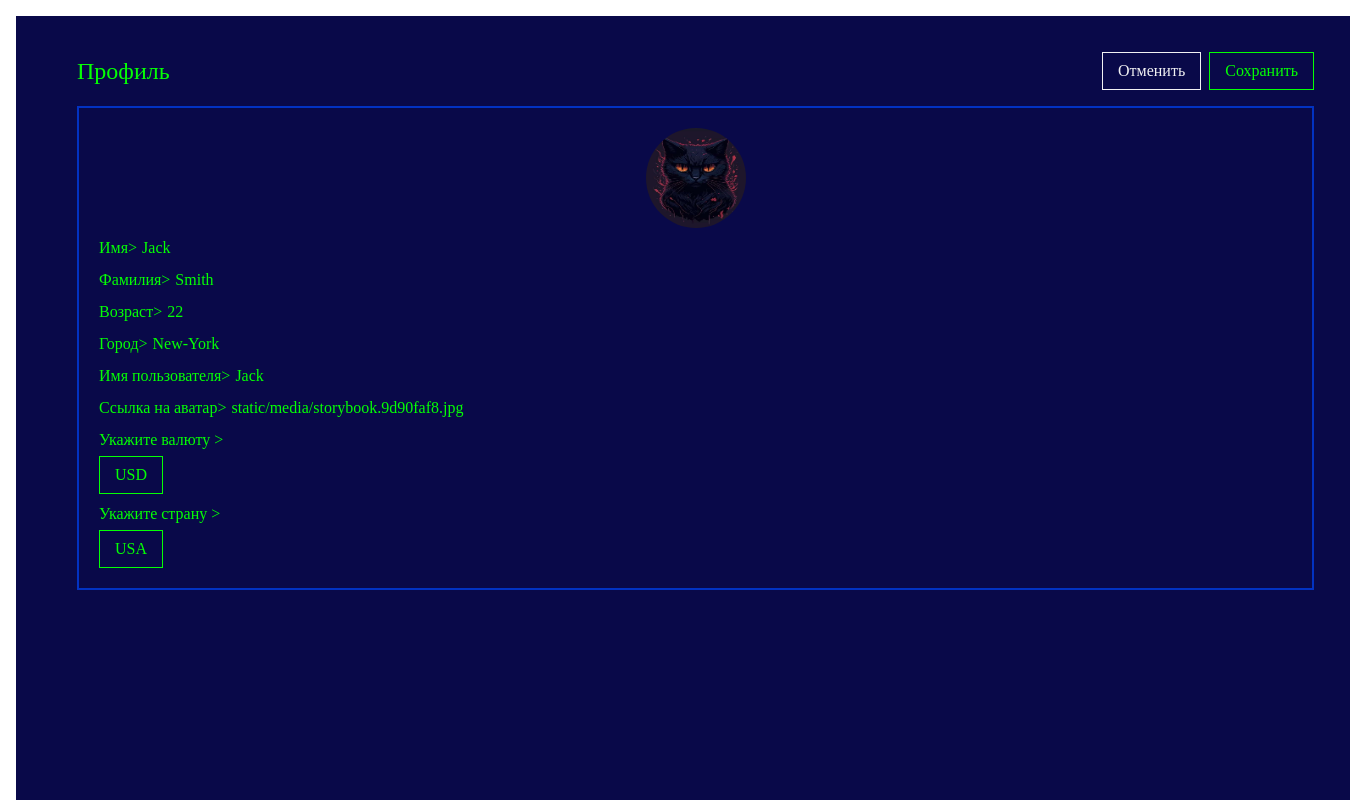 Профиль
Отменить
Сохранить
Имя> Jack
Фамилия> Smith
Возраст> 22
Город> New-York
Имя пользователя> Jack
Ссылка на аватар> static/media/storybook.9d90faf8.jpg
Укажите валюту >
USD
Укажите страну >
USA